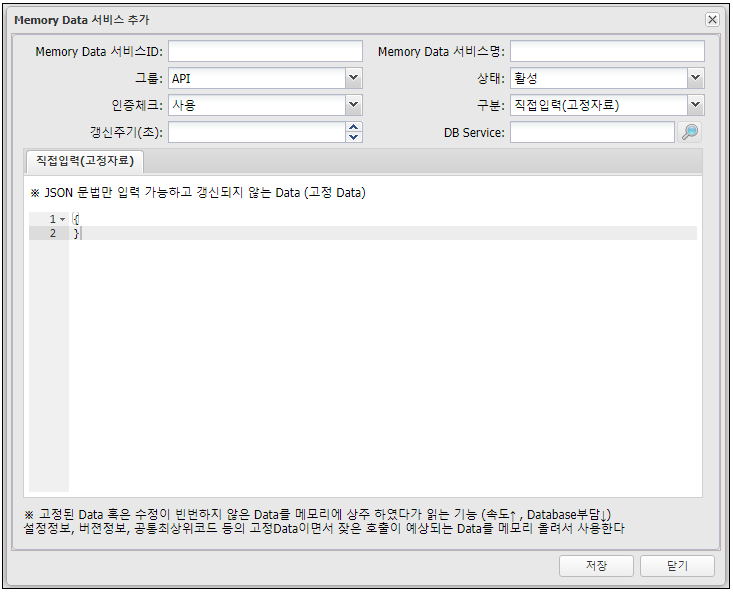 Memory Data 서비스 추가
Memory Data 서비스ID: Memory Data 서비스명:
그룹: API 상태: 활성
인증체크: 사용 구분: 직접입력(고정자료)
갱신주기(초): DB Service:
직접입력(고정자료)
※ JSON 문법만 입력 가능하고 갱신되지 않는 Data (고정 Data)
1 {
2 }
※ 고정된 Data 혹은 수정이 빈번하지 않은 Data를 메모리에 상주 하였다가 읽는 기능 (속도↑ , Database부담↓)
설정정보, 버젼정보, 공통최상위코드 등의 고정Data이면서 잦은 호출이 예상되는 Data를 메모리 올려서 사용한다
저장 닫기